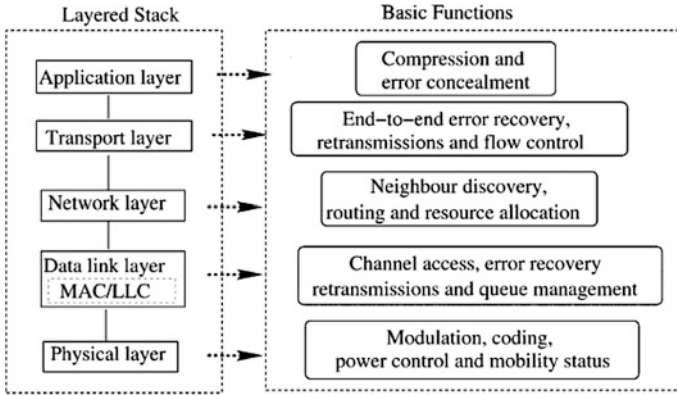 Layered Stack
Basic Functions
Application layer
Compression and
error concealment
Transport layer
End-to-end error recovery,
retransmissions and flow control
Network layer
Neighbour discovery,
routing and resource allocation
Data link layer
MAC/LLC
Channel access, error recovery
retransmissions and queue management
Physical layer
Modulation, coding,
power control and mobility status